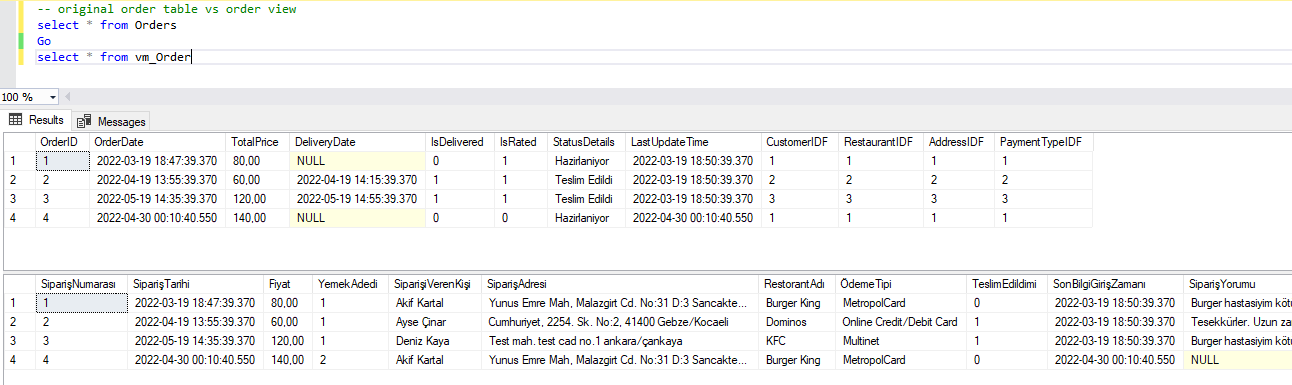 -- original order table vs order view
select * from Orders
Go
select * from vm_Order
100 %
Results Messages
OrderID OrderDate TotalPrice DeliveryDate IsDelivered IsRated StatusDetails LastUpdateTime CustomerIDF RestaurantIDF AddressIDF PaymentTypeIDF
1 1 2022-03-19 18:47:39.370 80,00 NULL 0 1 Hazirlaniyor 2022-03-19 18:50:39.370 1 1 1 1
2 2 2022-04-19 13:55:39.370 60,00 2022-04-19 14:15:39.370 1 1 Teslim Edildi 2022-03-19 18:50:39.370 2 2 2 2
3 3 2022-05-19 14:35:39.370 120,00 2022-05-19 14:55:39.370 1 1 Teslim Edildi 2022-03-19 18:50:39.370 3 3 3 3
4 4 2022-04-30 00:10:40.550 140,00 NULL 0 0 Hazirlaniyor 2022-04-30 00:10:40.550 1 1 1 1
SiparişNumarası SiparişTarihi Fiyat YemekAdedi SiparişiVerenKişi SiparişAdresi RestorantAdı ÖdemeTipi TeslimEdildimi SonBilgiGirişZamanı SiparişYorumu
1 1 2022-03-19 18:47:39.370 80,00 1 Akif Kartal Yunus Emre Mah, Malazgirt Cd. No:31 D:3 Sancakte... Burger King MetropolCard 0 2022-03-19 18:50:39.370 Burger hastasiyim kötü
2 2 2022-04-19 13:55:39.370 60,00 1 Ayse Çinar Cumhuriyet, 2254. Sk. No:2, 41400 Gebze/Kocaeli Dominos Online Credit/Debit Card 1 2022-03-19 18:50:39.370 Tesekkürler. Uzun za
3 3 2022-05-19 14:35:39.370 120,00 1 Deniz Kaya Test mah. test cad no.1 ankara/çankaya KFC Multinet 1 2022-03-19 18:50:39.370 Burger hastasiyim kötü
4 4 2022-04-30 00:10:40.550 140,00 2 Akif Kartal Yunus Emre Mah, Malazgirt Cd. No:31 D:3 Sancakte... Burger King MetropolCard 0 2022-04-30 00:10:40.550 NULL